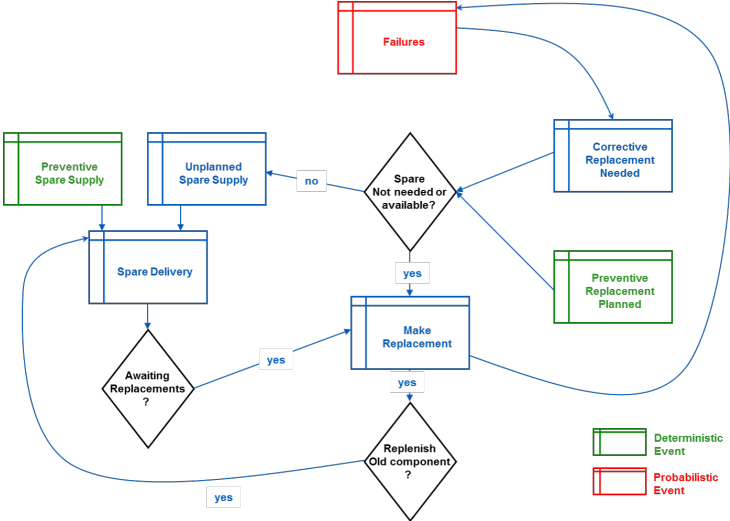 Failures
Corrective
Replacement
Needed
Preventive
Spare Supply
Unplanned
Spare Supply
Spare
Not needed or
available?
no
Spare Delivery
yes
Preventive
Replacement
Planned
Make
Replacement
yes
Awaiting
Replacements
?
yes
Replenish
Old component
?
yes
Deterministic
Event
Probabilistic
Event